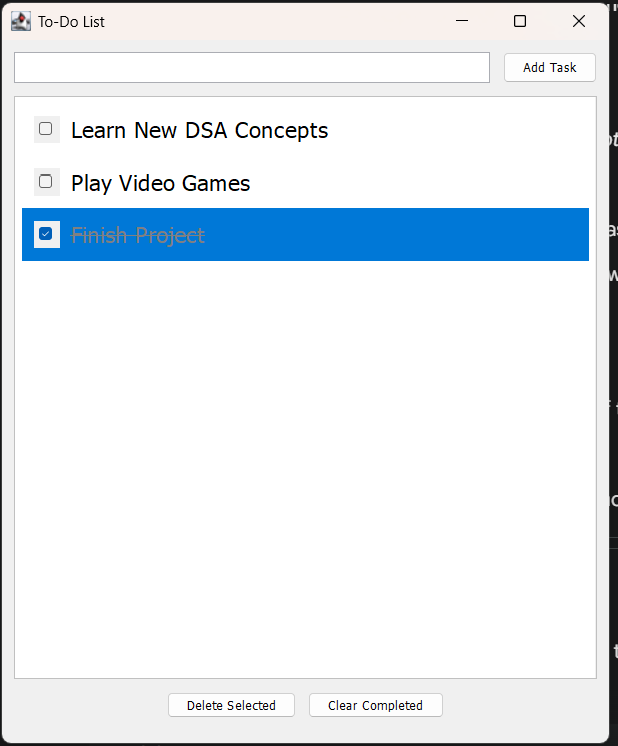 To-Do List
Add Task
Learn New DSA Concepts
Play Video Games
Finish Project
Delete Selected
Clear Completed